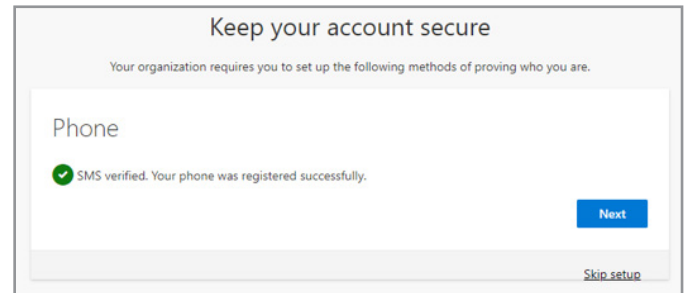 Keep your account secure
Your organization requires you to set up the following methods of proving who you are.
Phone
SMS verified. Your phone was registered successfully.
Next
Skip setup